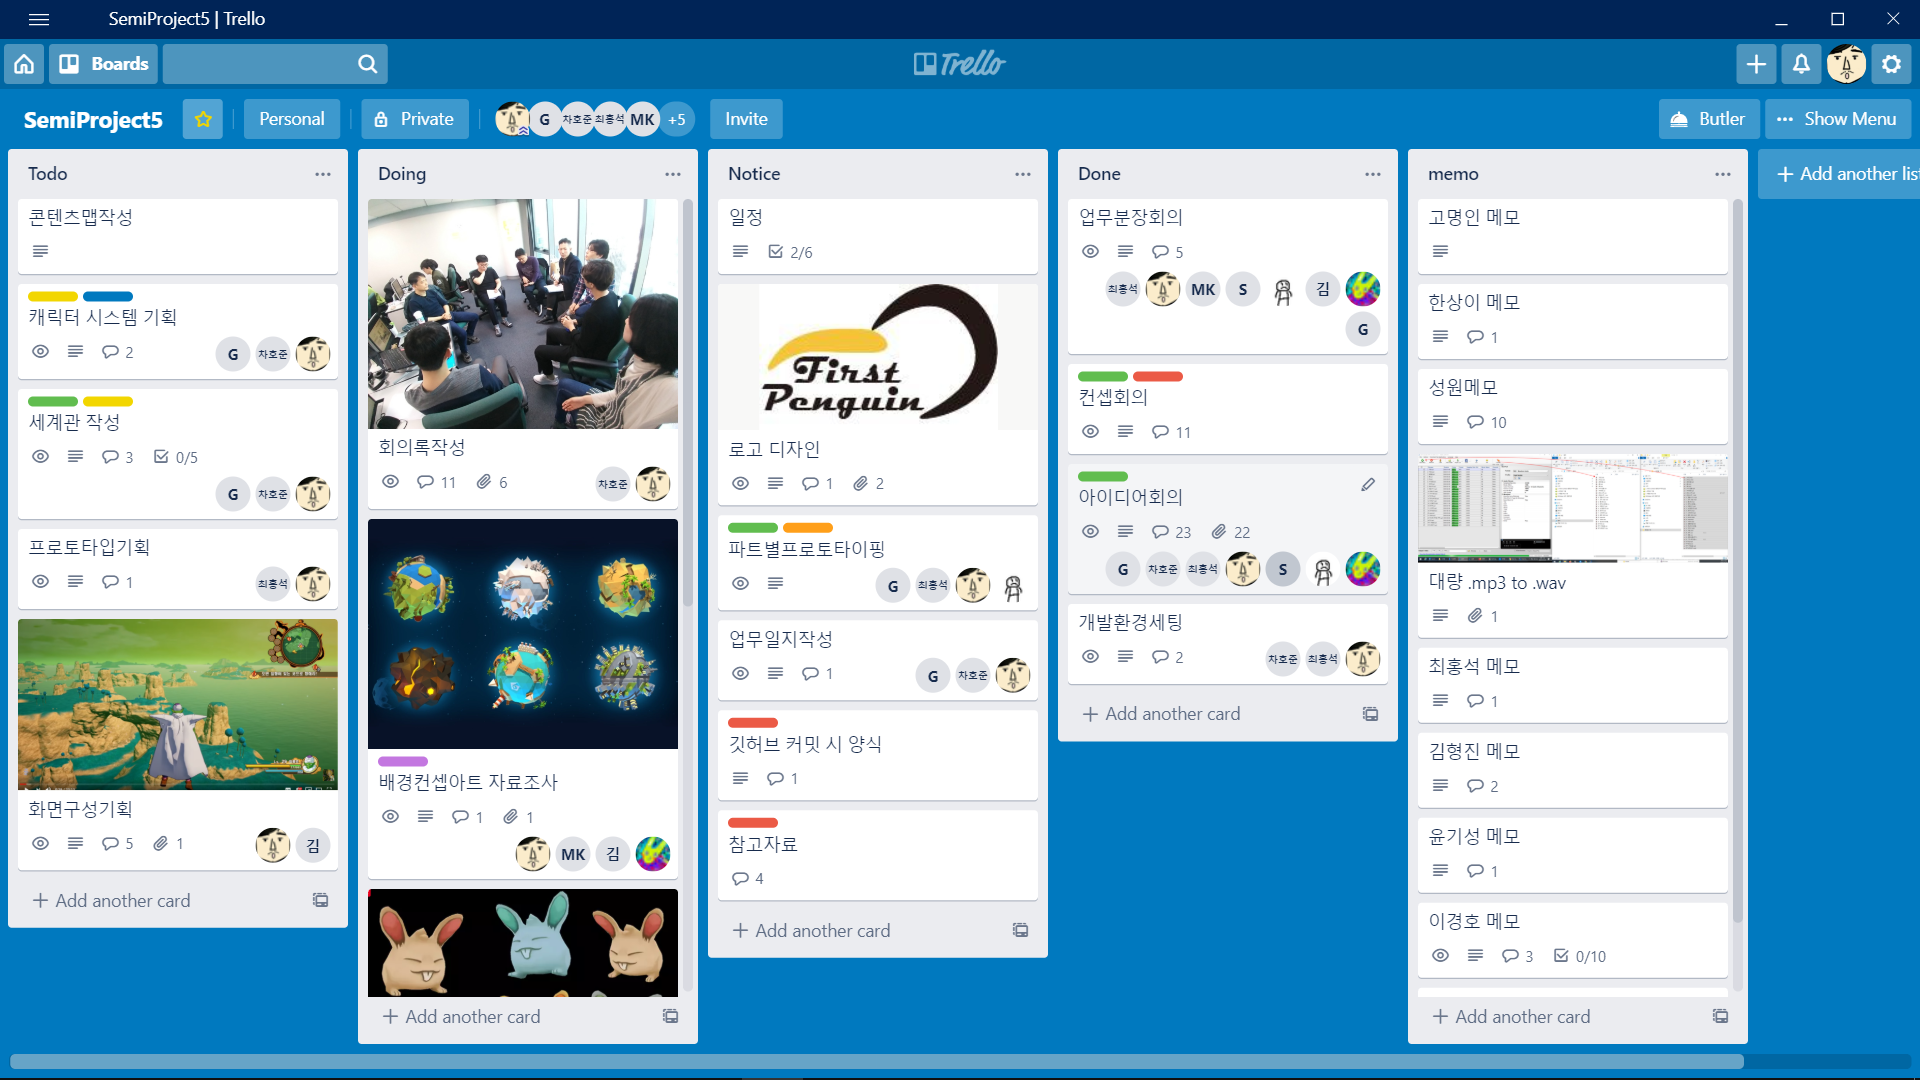 SemiProject5 | Trello
Boards
Trello
SemiProject5
Personal
Private
G
차호준
최홍석
MK
+5
Invite
Butler
Show Menu
Todo
콘텐츠맵작성
캐릭터 시스템 기획
2
G
차호준
세계관 작성
3
0/5
G
차호준
프로토타입기획
1
최홍석
화면구성기획
5
1
김
Add another card
Doing
회의록작성
11
6
차호준
배경컨셉아트 자료조사
1
1
MK
김
Add another card
Notice
일정
2/6
First
Penguin
로고 디자인
1
2
파트별프로토타이핑
G
최홍석
업무일지작성
1
G
차호준
깃허브 커밋 시 양식
1
참고자료
4
Add another card
Done
업무분장회의
5
최홍석
MK
S
김
G
컨셉회의
11
아이디어회의
23
22
G
차호준
최홍석
S
개발환경세팅
2
차호준
최홍석
Add another card
memo
고명인 메모
한상이 메모
1
성원메모
10
대량 .mp3 to .wav
1
최홍석 메모
1
김형진 메모
2
윤기성 메모
1
이경호 메모
3
0/10
Add another card
Add another list